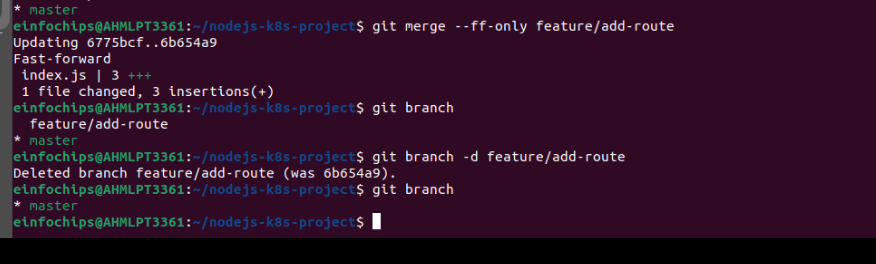 * master
einfochips@AHMLPT3361:~/nodejs-k8s-project$ git merge --ff-only feature/add-route
Updating 6775bcf..6b654a9
Fast-forward
 index.js | 3 +++
 1 file changed, 3 insertions(+)
einfochips@AHMLPT3361:~/nodejs-k8s-project$ git branch
  feature/add-route
* master
einfochips@AHMLPT3361:~/nodejs-k8s-project$ git branch -d feature/add-route
Deleted branch feature/add-route (was 6b654a9).
einfochips@AHMLPT3361:~/nodejs-k8s-project$ git branch
* master
einfochips@AHMLPT3361:~/nodejs-k8s-project$